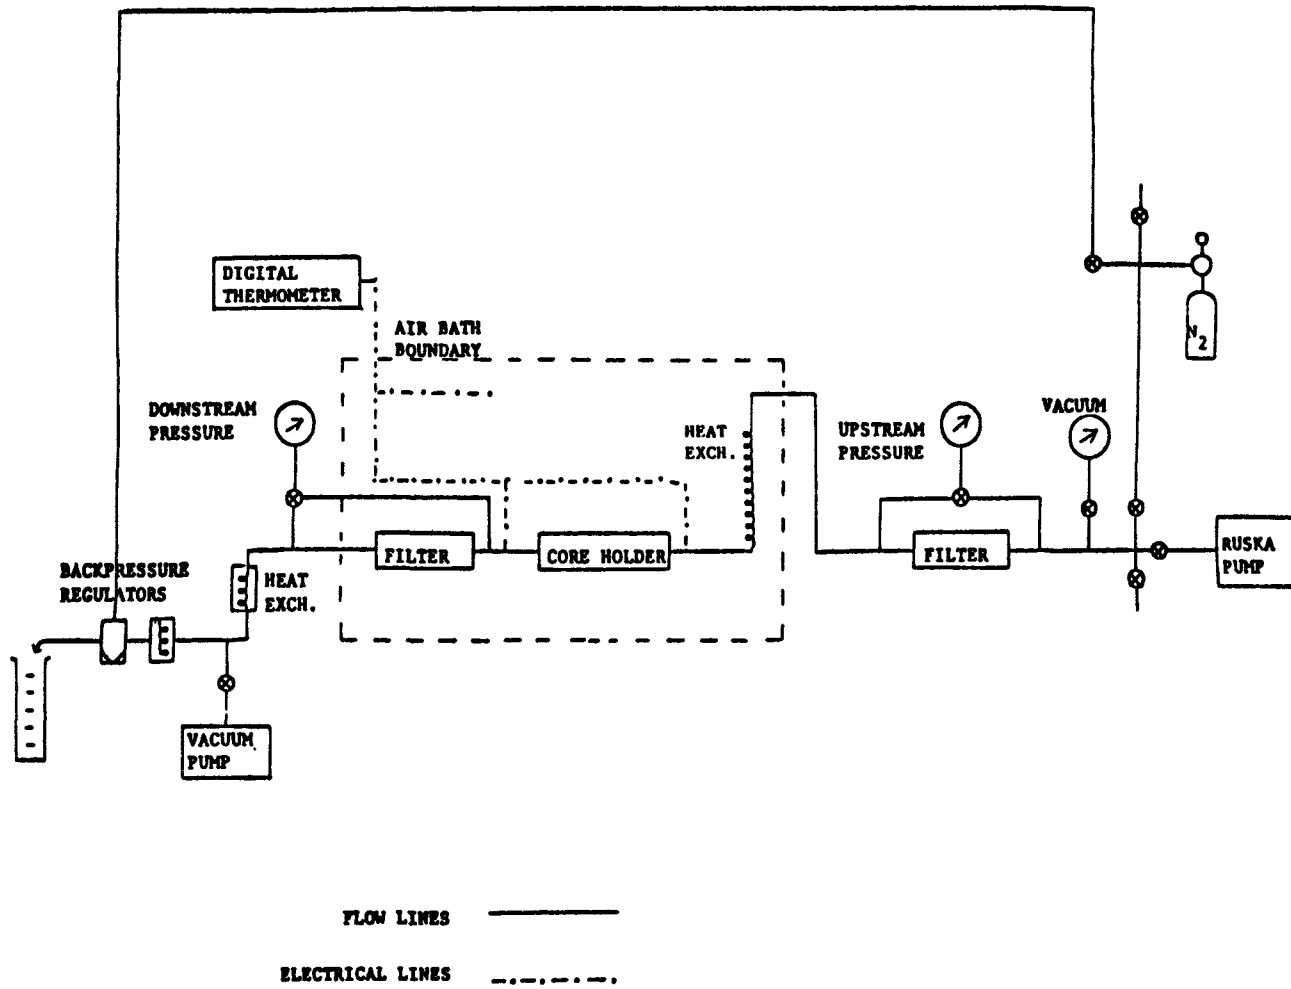 DIGITAL
THERMOMETER
AIR BATH
BOUNDARY
N2
DOWNSTREAM
PRESSURE
HEAT
EXCH.
UPSTREAM
PRESSURE
VACUUM
FILTER
CORE HOLDER
FILTER
RUSKA
PUMP
BACKPRESSURE
REGULATORS
HEAT
EXCH.
VACUUM
PUMP
FLOW LINES
ELECTRICAL LINES